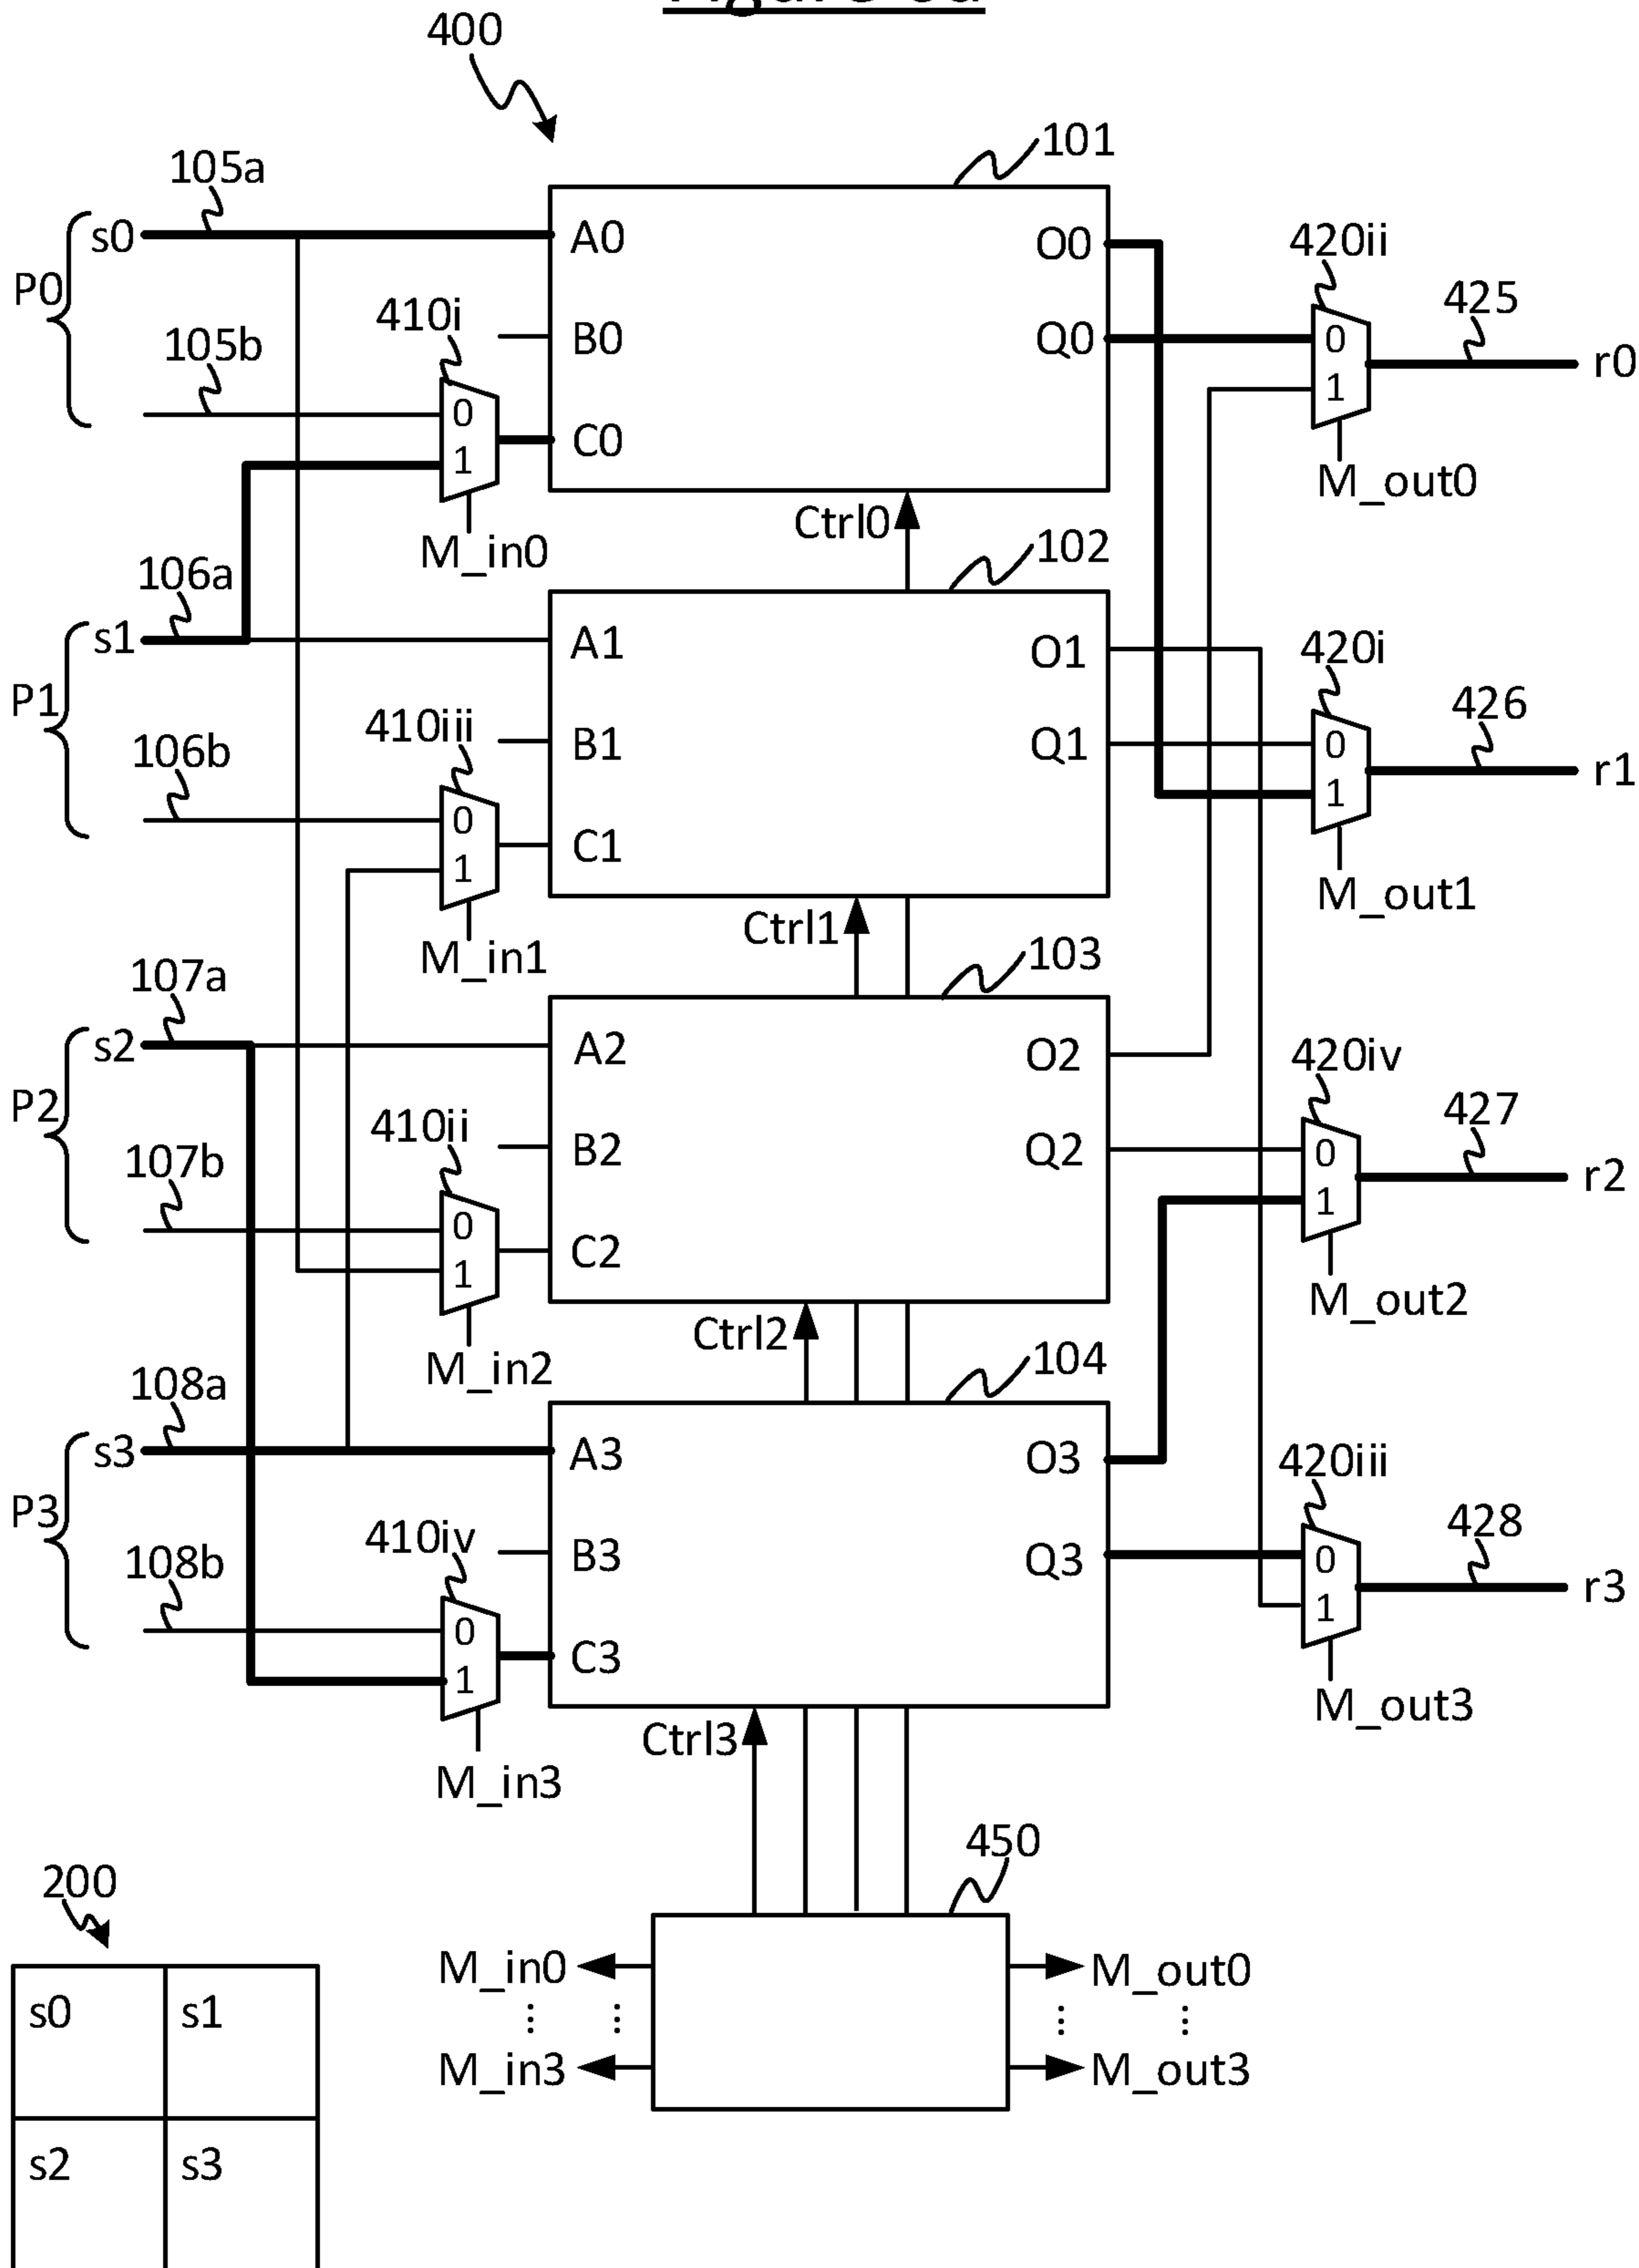 400
101
105a
s0
A0
O0
420ii
P0
410i
425
0
r0
105b
B0
Q0
1
0
C0
1
M_out0
Ctrl0
M_in0
102
106a
s1
A1
O1
420i
P1
410iii
426
106b
B1
Q1
0
r1
0
1
C1
1
M_out1
Ctrl1
M_in1
103
107a
s2
A2
O2
420iv
P2
410ii
427
107b
B2
Q2
0
r2
0
1
C2
1
M_out2
Ctrl2
M_in2
104
108a
s3
A3
O3
420iii
P3
410iv
428
108b
B3
Q3
0
r3
0
1
C3
1
M_out3
Ctrl3
M_in3
450
200
M_in0
M_out0
s0 s1
M_in3
M_out3
s2 s3